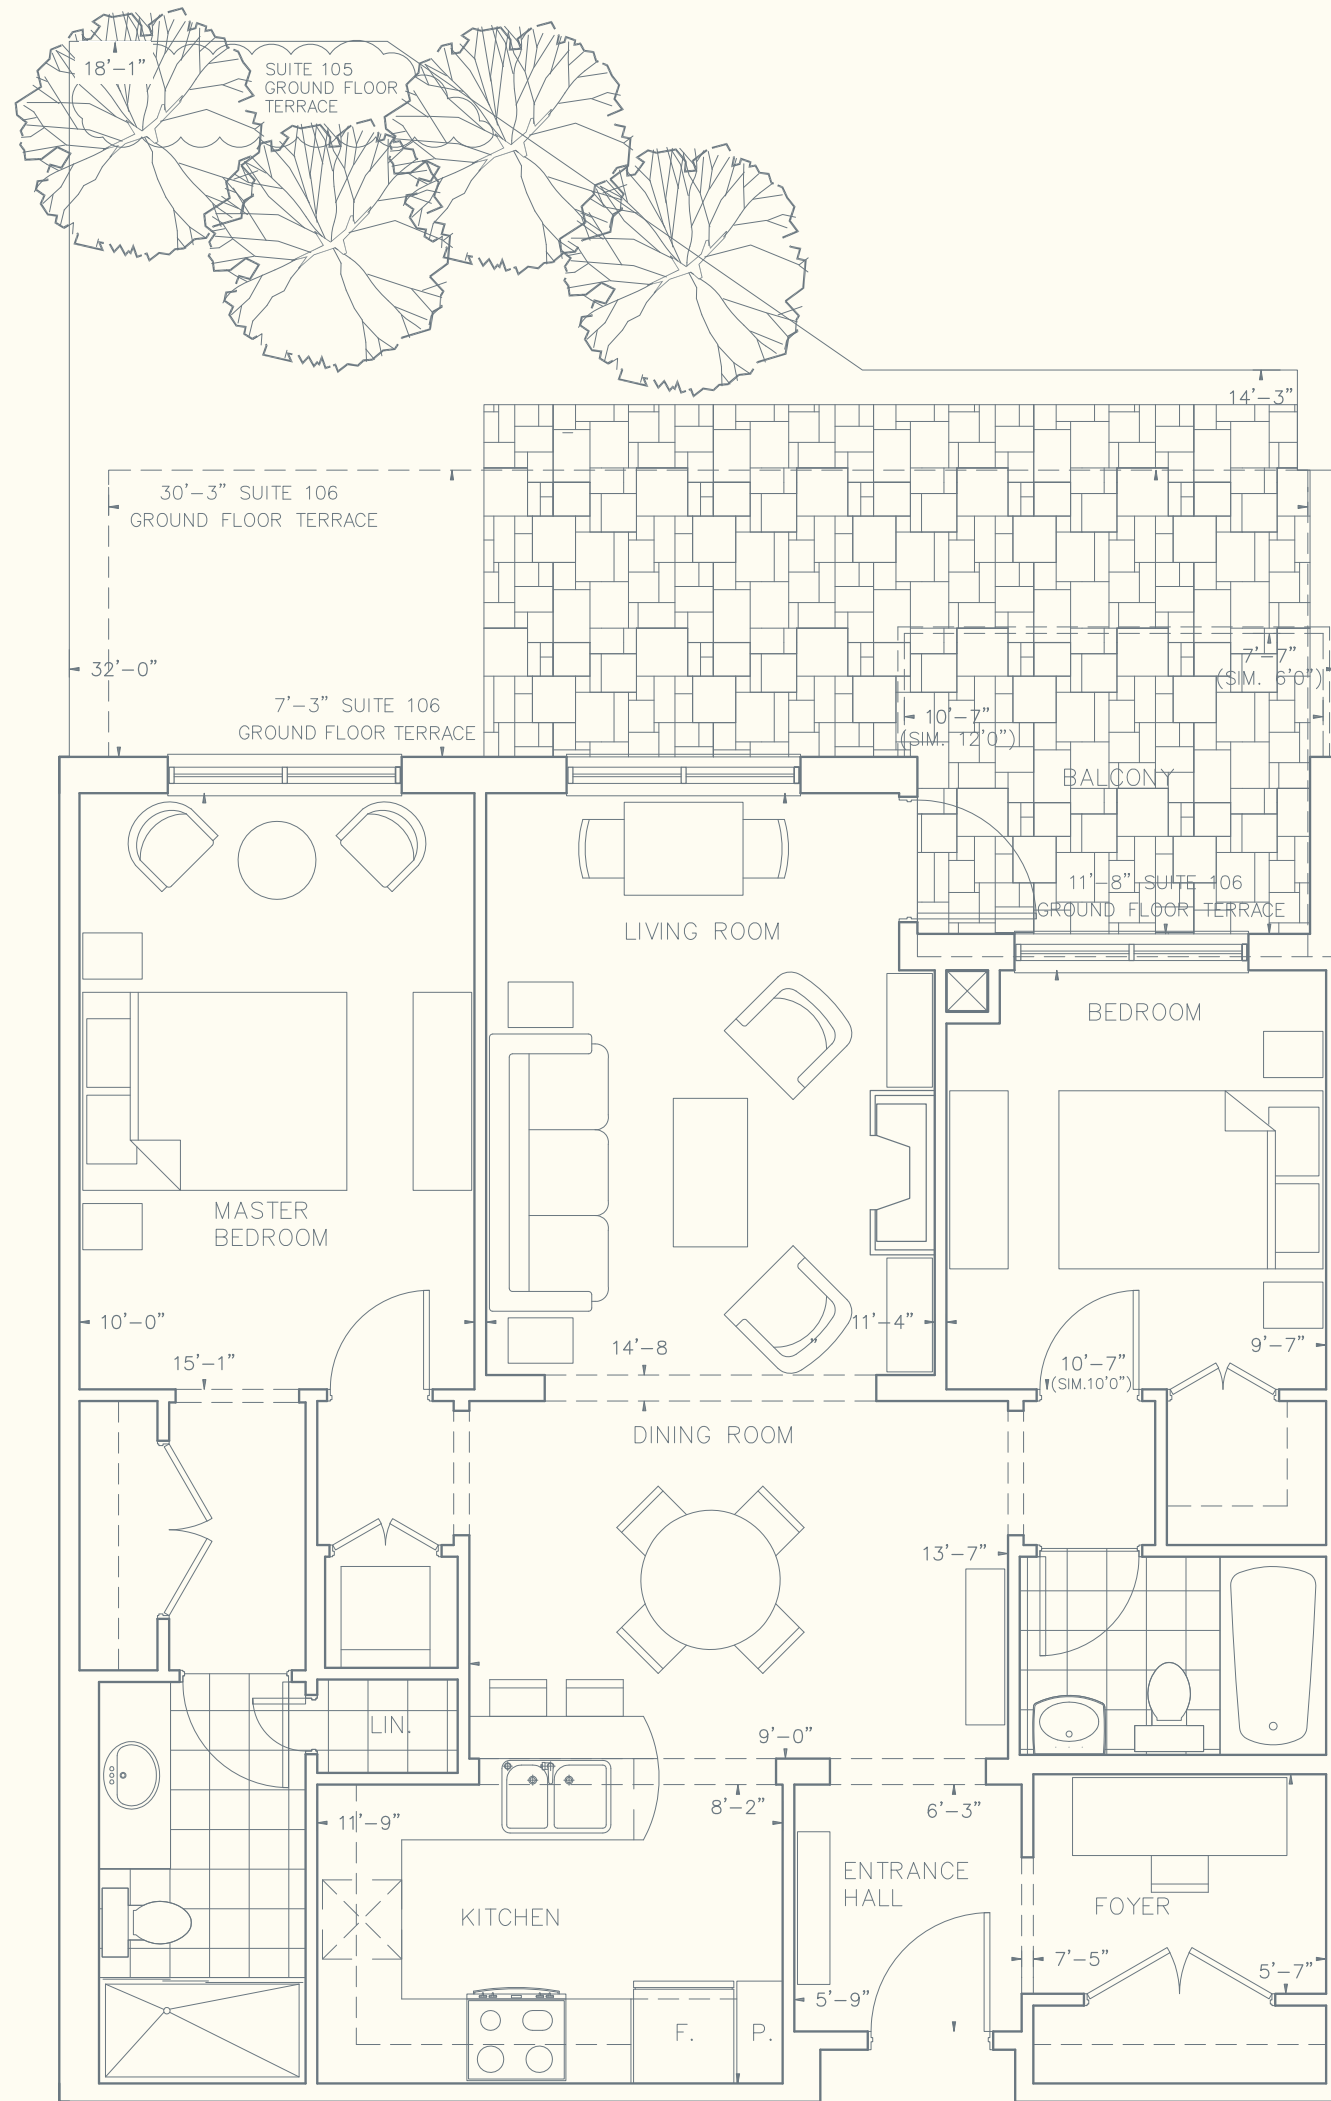 18'-1"
SUITE 105
GROUND FLOOR
TERRACE
14'-3"
30'-3" SUITE 106
GROUND FLOOR TERRACE
32'-0"
7'-7"
(SIM. 6'0")
7'-3" SUITE 106
GROUND FLOOR TERRACE
10'-7"
(SIM. 12'0")
BALCONY
11'-8" SUITE 106
GROUND FLOOR TERRACE
LIVING ROOM
BEDROOM
MASTER
BEDROOM
10'-0"
11'-4"
14'-8"
15'-1"
10'-7"
(SIM.10'0")
9'-7"
DINING ROOM
13'-7"
LIN.
9'-0"
11'-9"
8'-2"
6'-3"
ENTRANCE
HALL
FOYER
KITCHEN
7'-5"
5'-7"
5'-9"
F.
P.